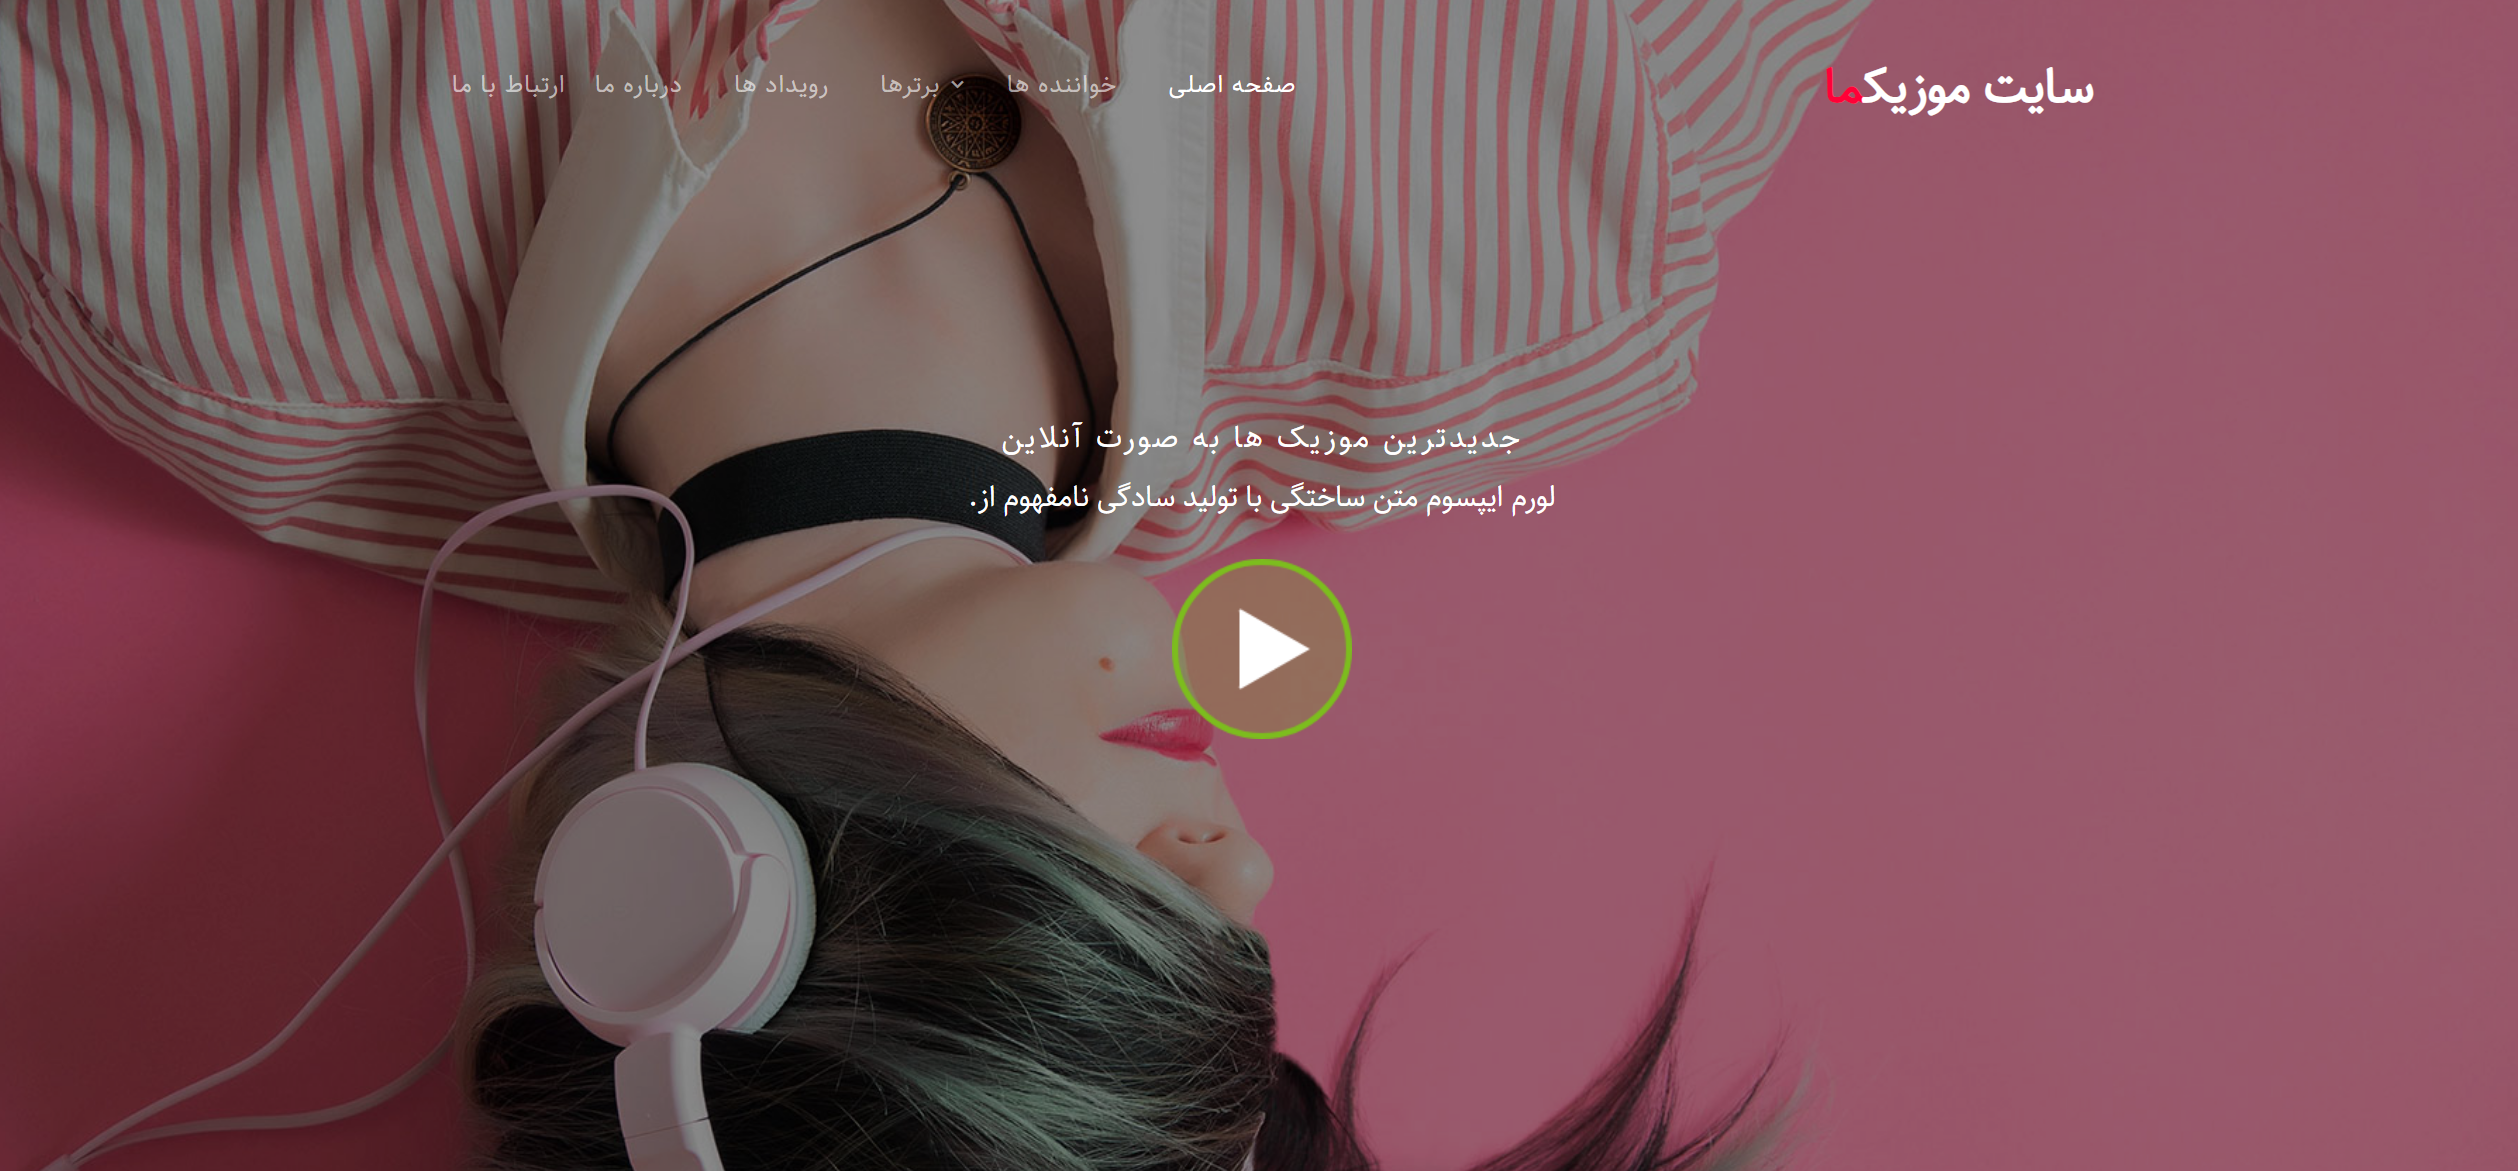 سایت موزیکما
صفحه اصلی خواننده ها برترها رویداد ها درباره ما ارتباط با ما
جدیدترین موزیک ها به صورت آنلاین
لورم ایپسوم متن ساختگی با تولید سادگی نامفهوم از.